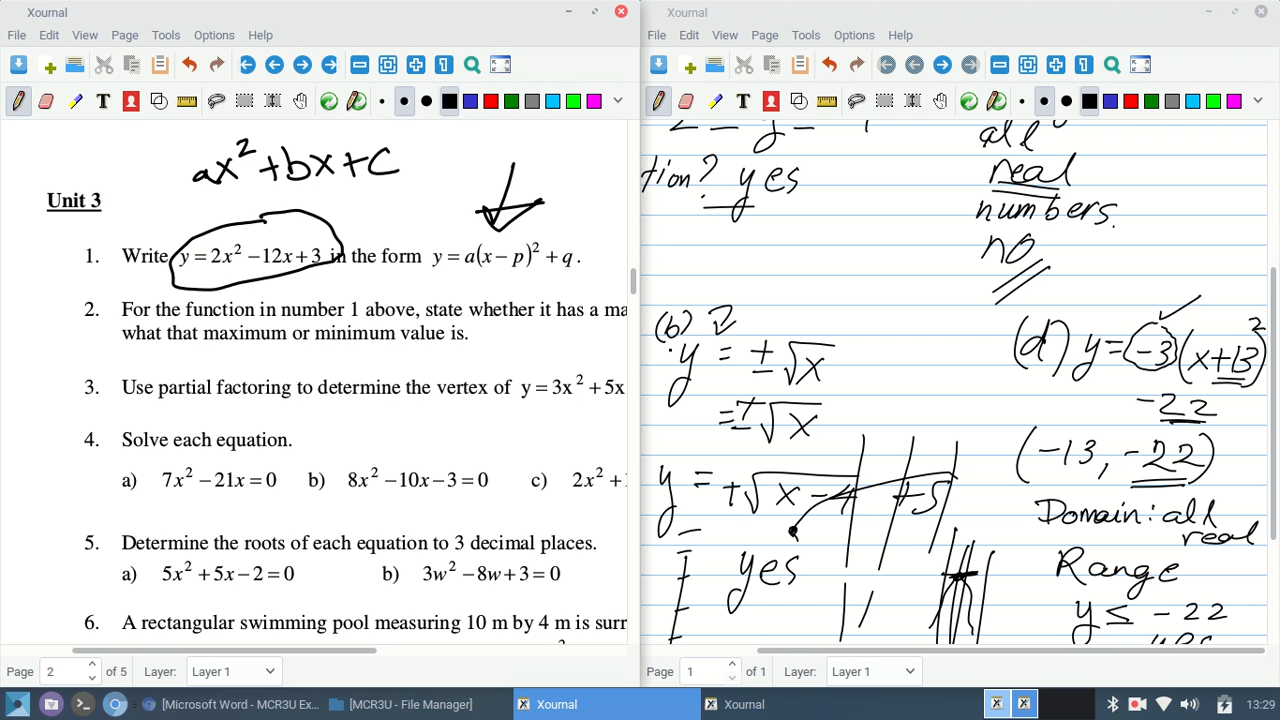 Xournal
File Edit View Page Tools Options Help
ax² + bx + c
Unit 3
1. Write y = 2x² − 12x + 3 in the form y = a(x − p)² + q.
2. For the function in number 1 above, state whether it has a ma
what that maximum or minimum value is.
3. Use partial factoring to determine the vertex of y = 3x² + 5x
4. Solve each equation.
a) 7x² − 21x = 0 b) 8x² − 10x − 3 = 0 c) 2x² +
5. Determine the roots of each equation to 3 decimal places.
a) 5x² + 5x − 2 = 0 b) 3w² − 8w + 3 = 0
6. A rectangular swimming pool measuring 10 m by 4 m is surr
Page 2 of 5 Layer: Layer 1
Xournal
File Edit View Page Tools Options Help
all
tion? yes
real
numbers.
no
(b)
y = ± √x
= ± √x
y = + √x − 4 + 5
yes
(d) y = −3 (x + 13)²
− 22
(−13, −22)
Domain: all
real
Range
y ≤ − 22
yes
Page 1 of 1 Layer: Layer 1
[Microsoft Word - MCR3U Ex... [MCR3U - File Manager] Xournal Xournal 13:29